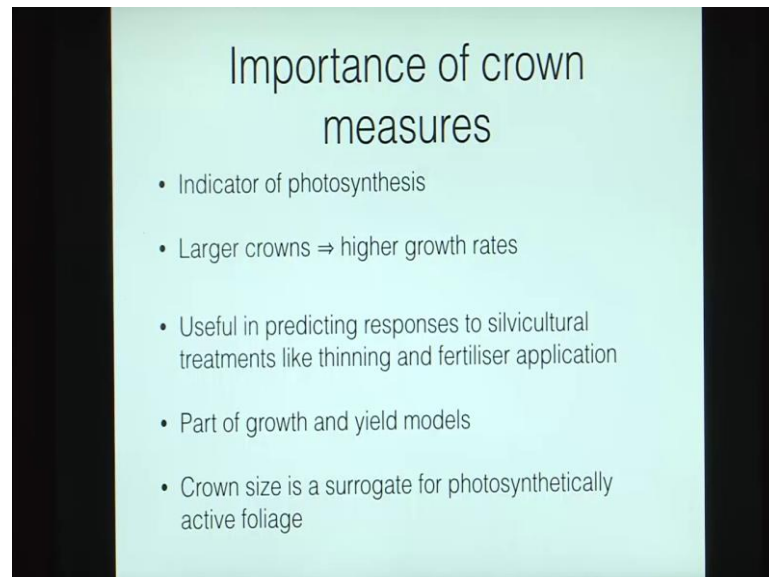 Importance of crown
measures
• Indicator of photosynthesis
• Larger crowns ⇒ higher growth rates
• Useful in predicting responses to silvicultural
treatments like thinning and fertiliser application
• Part of growth and yield models
• Crown size is a surrogate for photosynthetically
active foliage